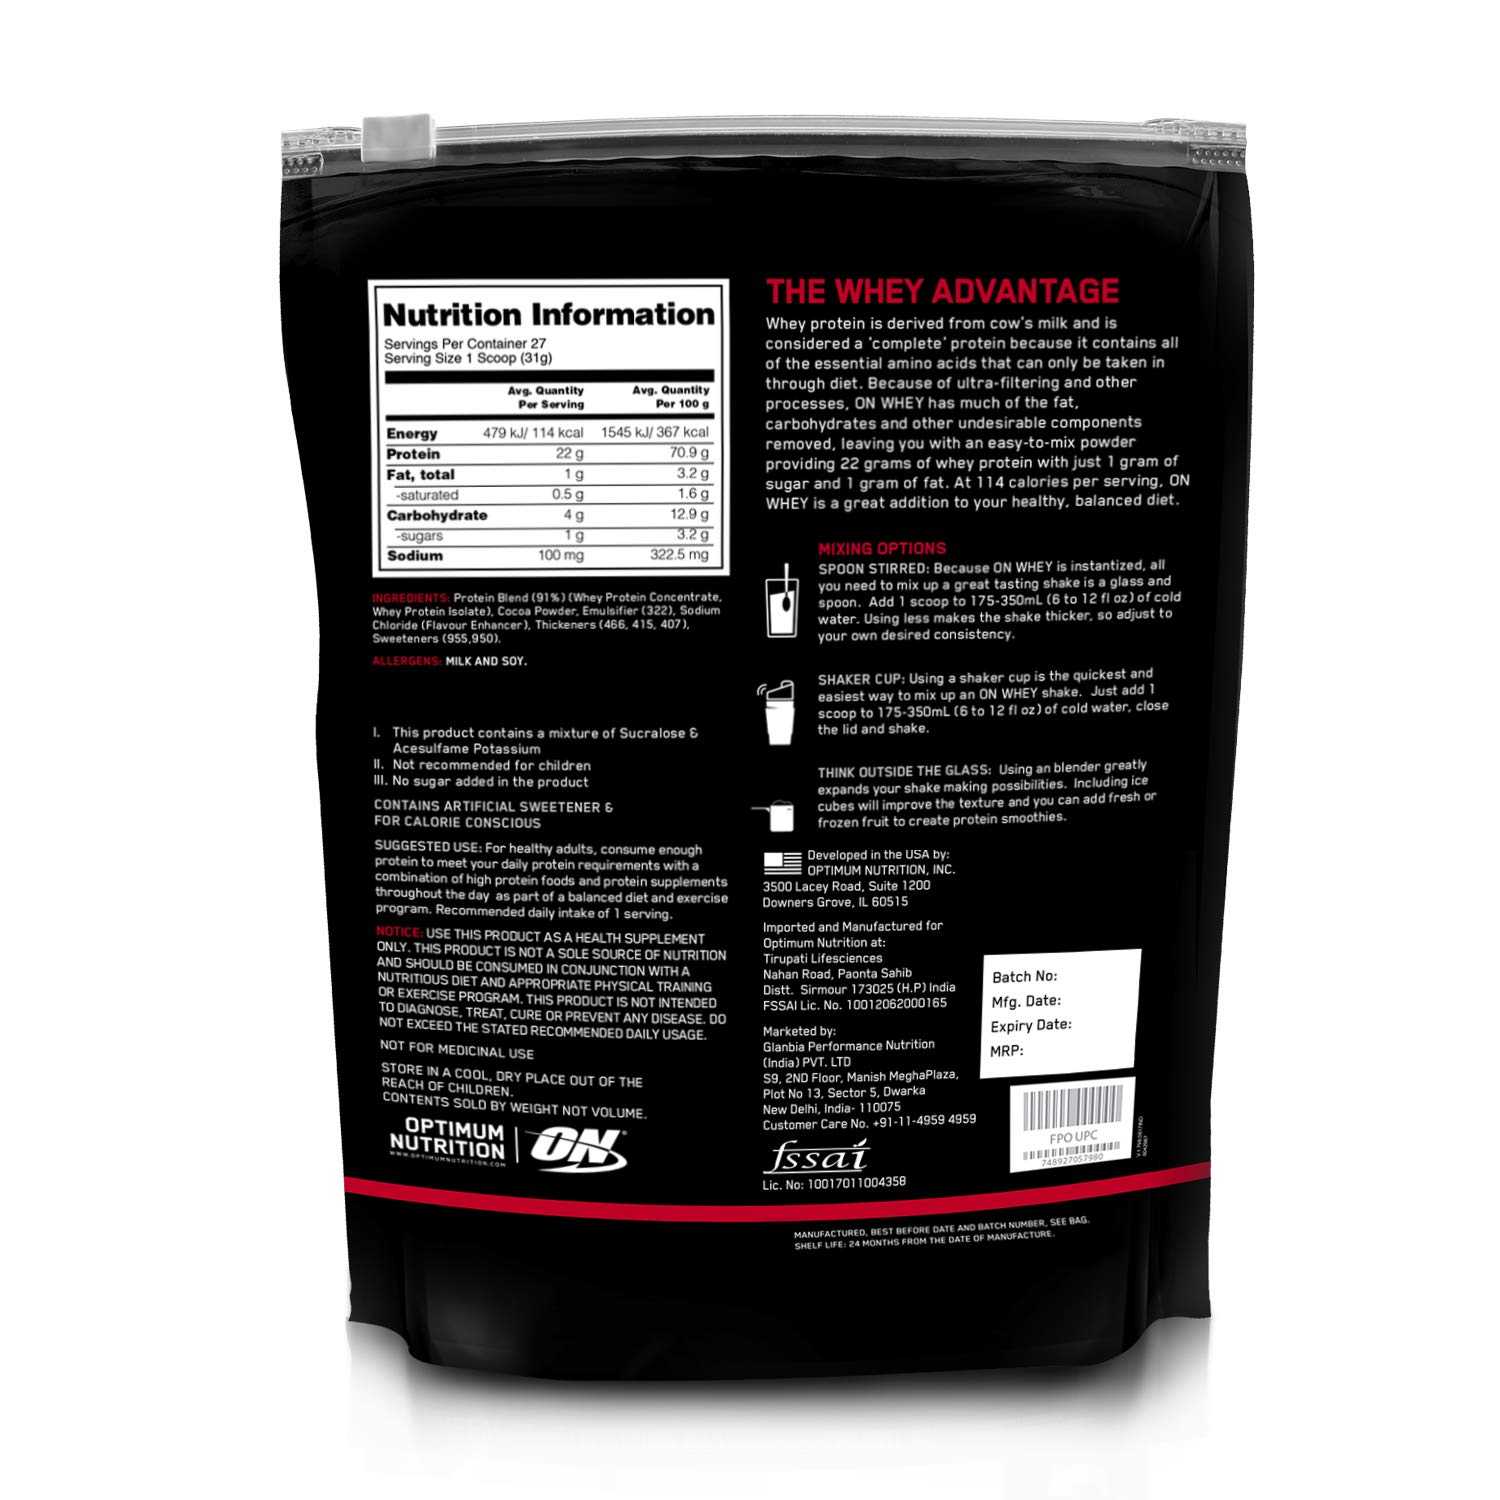 Nutrition Information
Servings Per Container 27
Serving Size 1 Scoop (31g)
Avg. Quantity Avg. Quantity
Per Serving Per 100 g
Energy 479 kJ/ 114 kcal 1545 kJ/ 367 kcal
Protein 22 g 70.9 g
Fat, total 1 g 3.2 g
-saturated 0.5 g 1.6 g
Carbohydrate 4 g 12.9 g
-sugars 1 g 3.2 g
Sodium 100 mg 322.5 mg
INGREDIENTS: Protein Blend (91%) (Whey Protein Concentrate,
Whey Protein Isolate), Cocoa Powder, Emulsifier (322), Sodium
Chloride (Flavour Enhancer), Thickeners (466, 415, 407),
Sweeteners (955,950).
ALLERGENS: MILK AND SOY.
I. This product contains a mixture of Sucralose &
Acesulfame Potassium
II. Not recommended for children
III. No sugar added in the product
CONTAINS ARTIFICIAL SWEETENER &
FOR CALORIE CONSCIOUS
SUGGESTED USE: For healthy adults, consume enough
protein to meet your daily protein requirements with a
combination of high protein foods and protein supplements
throughout the day as part of a balanced diet and exercise
program. Recommended daily intake of 1 serving.
NOTICE: USE THIS PRODUCT AS A HEALTH SUPPLEMENT
ONLY. THIS PRODUCT IS NOT A SOLE SOURCE OF NUTRITION
AND SHOULD BE CONSUMED IN CONJUNCTION WITH A
NUTRITIOUS DIET AND APPROPRIATE PHYSICAL TRAINING
OR EXERCISE PROGRAM. THIS PRODUCT IS NOT INTENDED
TO DIAGNOSE, TREAT, CURE OR PREVENT ANY DISEASE. DO
NOT EXCEED THE STATED RECOMMENDED DAILY USAGE.
NOT FOR MEDICINAL USE
STORE IN A COOL, DRY PLACE OUT OF THE
REACH OF CHILDREN.
CONTENTS SOLD BY WEIGHT NOT VOLUME.
OPTIMUM
NUTRITION
WWW.OPTIMUMNUTRITION.COM
ON
THE WHEY ADVANTAGE
Whey protein is derived from cow's milk and is
considered a 'complete' protein because it contains all
of the essential amino acids that can only be taken in
through diet. Because of ultra-filtering and other
processes, ON WHEY has much of the fat,
carbohydrates and other undesirable components
removed, leaving you with an easy-to-mix powder
providing 22 grams of whey protein with just 1 gram of
sugar and 1 gram of fat. At 114 calories per serving, ON
WHEY is a great addition to your healthy, balanced diet.
MIXING OPTIONS
SPOON STIRRED: Because ON WHEY is instantized, all
you need to mix up a great tasting shake is a glass and
spoon. Add 1 scoop to 175-350mL (6 to 12 fl oz) of cold
water. Using less makes the shake thicker, so adjust to
your own desired consistency.
SHAKER CUP: Using a shaker cup is the quickest and
easiest way to mix up an ON WHEY shake. Just add 1
scoop to 175-350mL (6 to 12 fl oz) of cold water, close
the lid and shake.
THINK OUTSIDE THE GLASS: Using an blender greatly
expands your shake making possibilities. Including ice
cubes will improve the texture and you can add fresh or
frozen fruit to create protein smoothies.
Developed in the USA by:
OPTIMUM NUTRITION, INC.
3500 Lacey Road, Suite 1200
Downers Grove, IL 60515
Imported and Manufactured for
Optimum Nutrition at:
Tirupati Lifesciences
Nahan Road, Paonta Sahib
Distt. Sirmour 173025 (H.P) India
FSSAI Lic. No. 10012062000165
Marketed by:
Glanbia Performance Nutrition
(India) PVT. LTD
S9, 2ND Floor, Manish MeghaPlaza,
Plot No 13, Sector 5, Dwarka
New Delhi, India- 110075
Customer Care No. +91-11-4959 4959
fssai
Lic. No: 10017011004358
Batch No:
Mfg. Date:
Expiry Date:
MRP:
FPO UPC
748927057980
MANUFACTURED, BEST BEFORE DATE AND BATCH NUMBER, SEE BAG.
SHELF LIFE: 24 MONTHS FROM THE DATE OF MANUFACTURE.